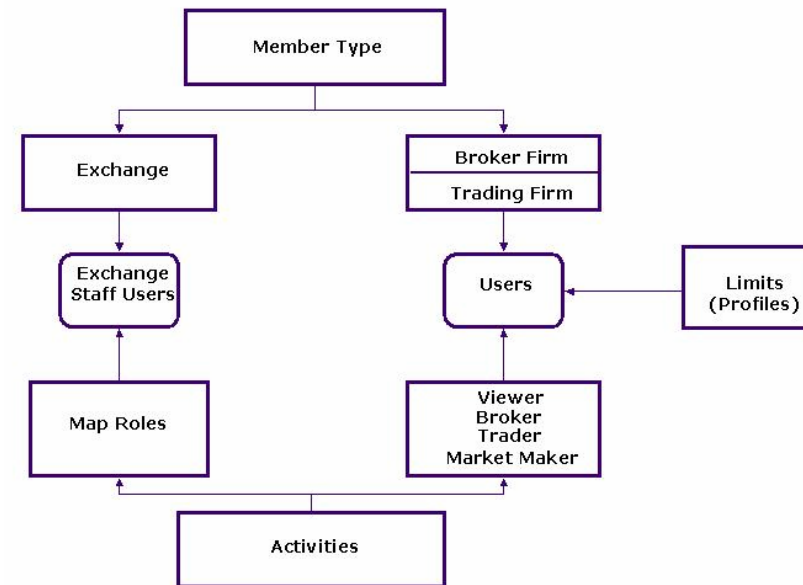 Member Type
Exchange
Broker Firm
Trading Firm
Exchange
Staff Users
Users
Limits
(Profiles)
Map Roles
Viewer
Broker
Trader
Market Maker
Activities